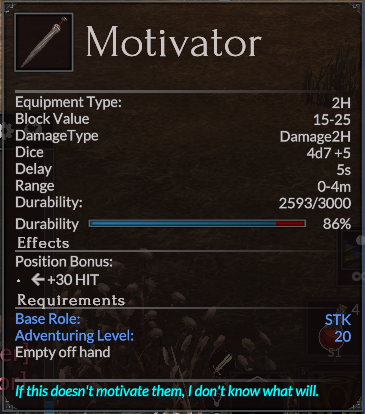 Motivator
Equipment Type: 2H
Block Value 15-25
DamageType Damage2H
Dice 4d7 +5
Delay 5s
Range 0-4m
Durability: 2593/3000
Durability 86%
Effects
Position Bonus:
· ←+30 HIT
Requirements
Base Role: STK
Adventuring Level: 20
Empty off hand
If this doesn't motivate them, I don't know what will.